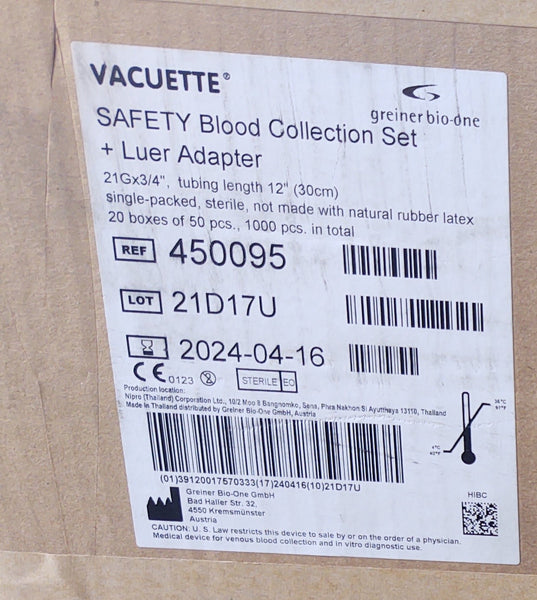 VACUETTE®
greiner bio-one
SAFETY Blood Collection Set
+ Luer Adapter
21Gx3/4", tubing length 12" (30cm)
single-packed, sterile, not made with natural rubber latex
20 boxes of 50 pcs., 1000 pcs. in total
REF 450095
LOT 21D17U
2024-04-16
CE 0123 STERILE EO
Production location:
Nipro (Thailand) Corporation Ltd., 10/2 Moo 8 Bangnomko, Sena, Phra Nakhon Si Ayutthaya 13110, Thailand
Made in Thailand distributed by Greiner Bio-One GmbH, Austria
36°C
97°F
4°C
40°F
(01)39120017570333(17)240416(10)21D17U
Greiner Bio-One GmbH
Bad Haller Str. 32,
4550 Kremsmünster
Austria
HIBC
CAUTION: U. S. Law restricts this device to sale by or on the order of a physician.
Medical device for venous blood collection and in vitro diagnostic use.